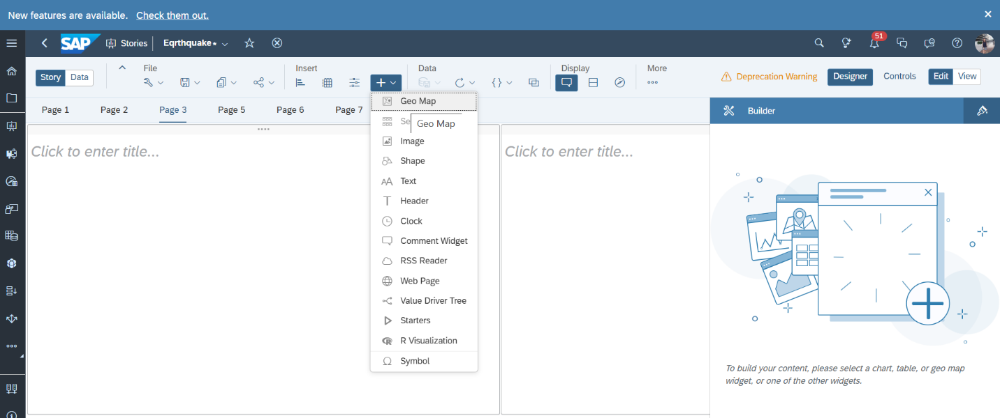 New features are available. Check them out.
SAP Stories Eqrthquake* 51
File Insert Data Display More
Story Data Deprecation Warning Designer Controls Edit View
Page 1 Page 2 Page 3 Page 5 Page 6 Page 7
Builder
Click to enter title...
Click to enter title...
Geo Map
Se
Geo Map
Image
Shape
Text
Header
Clock
Comment Widget
RSS Reader
Web Page
Value Driver Tree
Starters
R Visualization
Symbol
To build your content, please select a chart, table, or geo map
widget, or one of the other widgets.